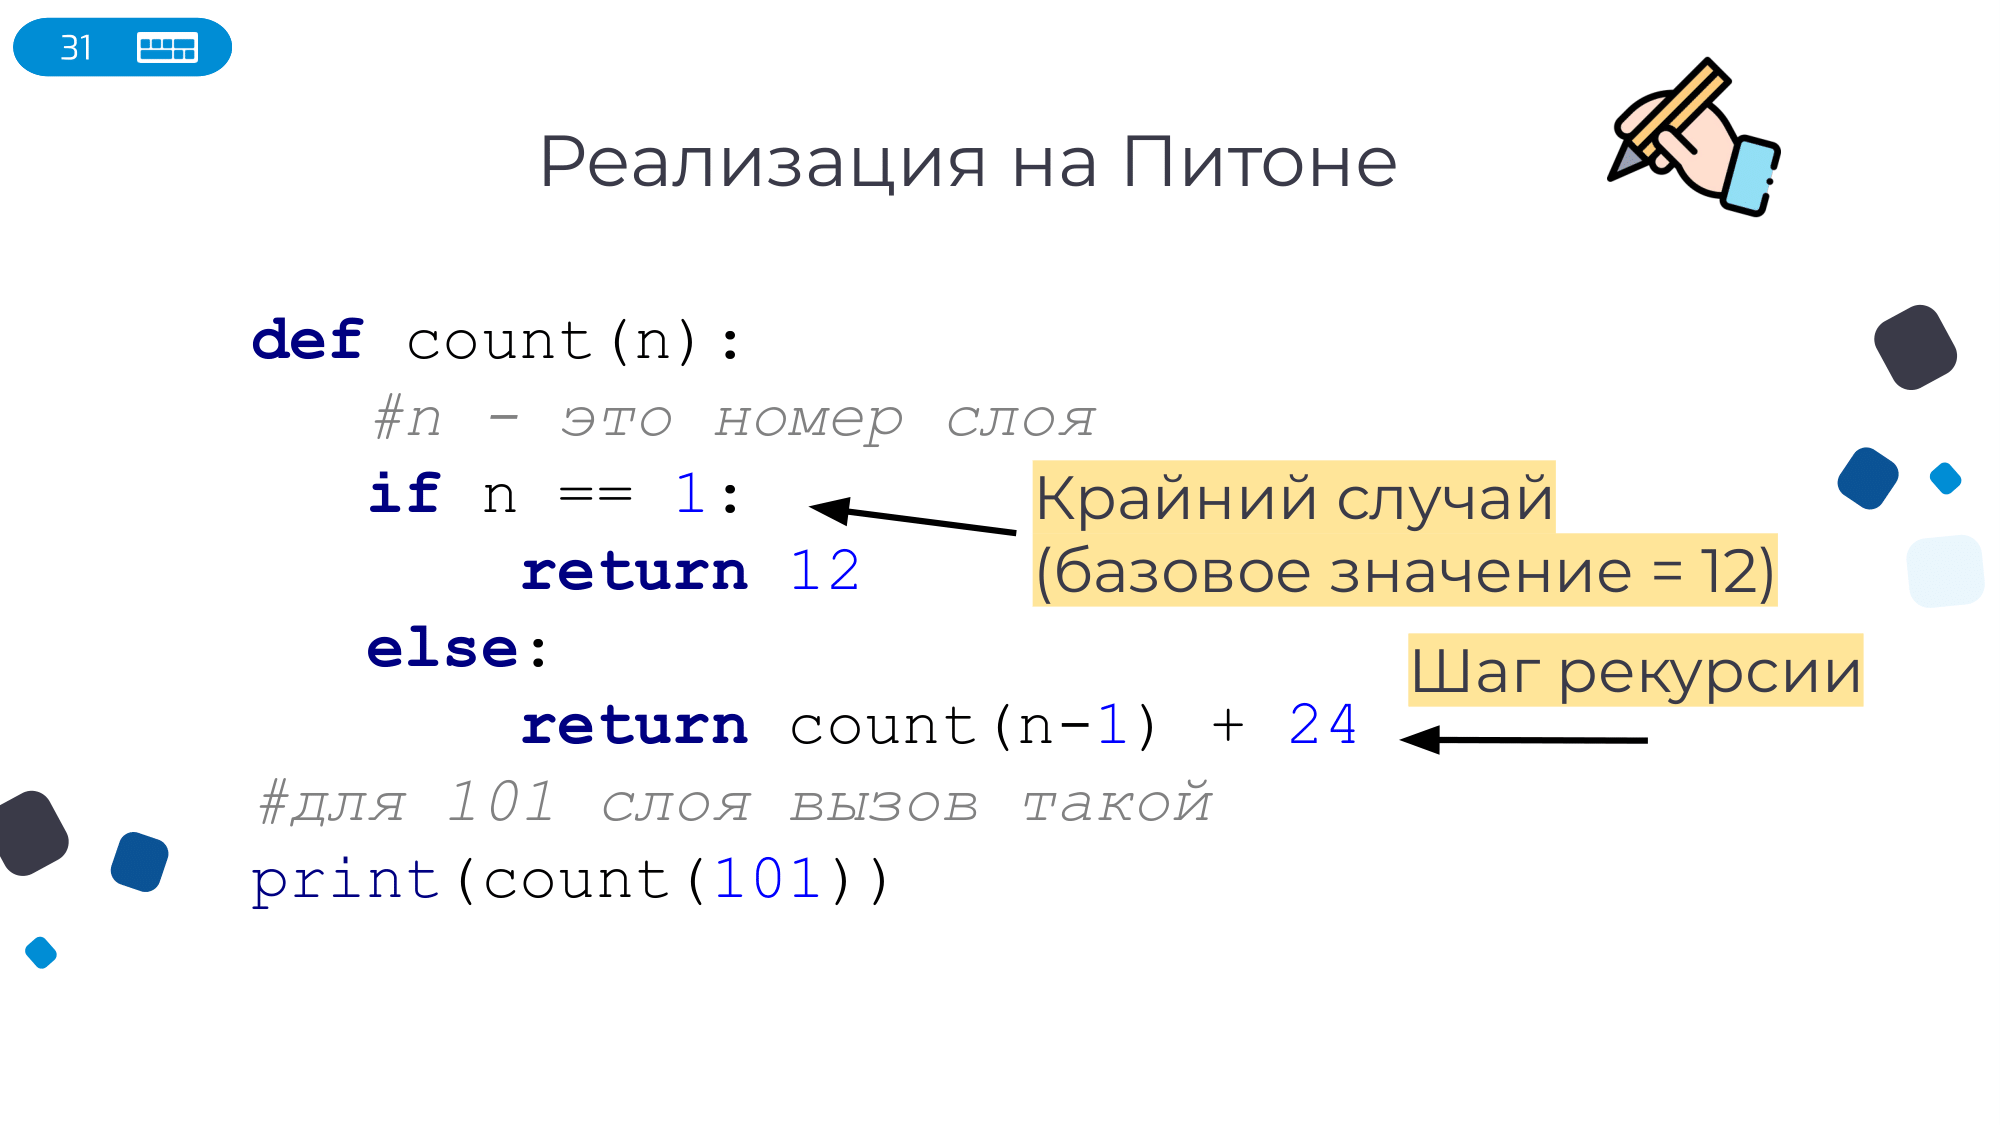 31
Реализация на Питоне
def count(n):
#n - это номер слоя
if n == 1:
Крайний случай
(базовое значение = 12)
return 12
else:
Шаг рекурсии
return count(n-1) + 24
#для 101 слоя вызов такой
print(count(101))